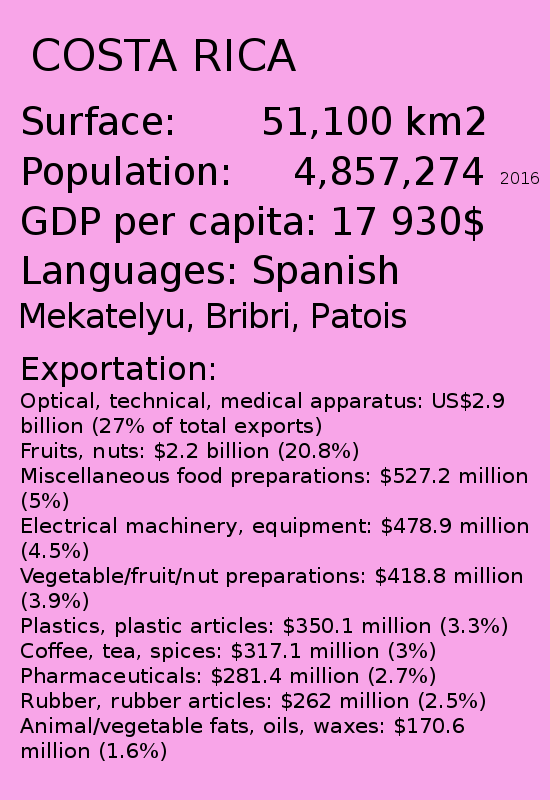 COSTA RICA
Surface: 51,100 km2
Population: 4,857,274 2016
GDP per capita: 17 930$
Languages: Spanish
Mekatelyu, Bribri, Patois
Exportation:
Optical, technical, medical apparatus: US$2.9
billion (27% of total exports)
Fruits, nuts: $2.2 billion (20.8%)
Miscellaneous food preparations: $527.2 million
(5%)
Electrical machinery, equipment: $478.9 million
(4.5%)
Vegetable/fruit/nut preparations: $418.8 million
(3.9%)
Plastics, plastic articles: $350.1 million (3.3%)
Coffee, tea, spices: $317.1 million (3%)
Pharmaceuticals: $281.4 million (2.7%)
Rubber, rubber articles: $262 million (2.5%)
Animal/vegetable fats, oils, waxes: $170.6
million (1.6%)